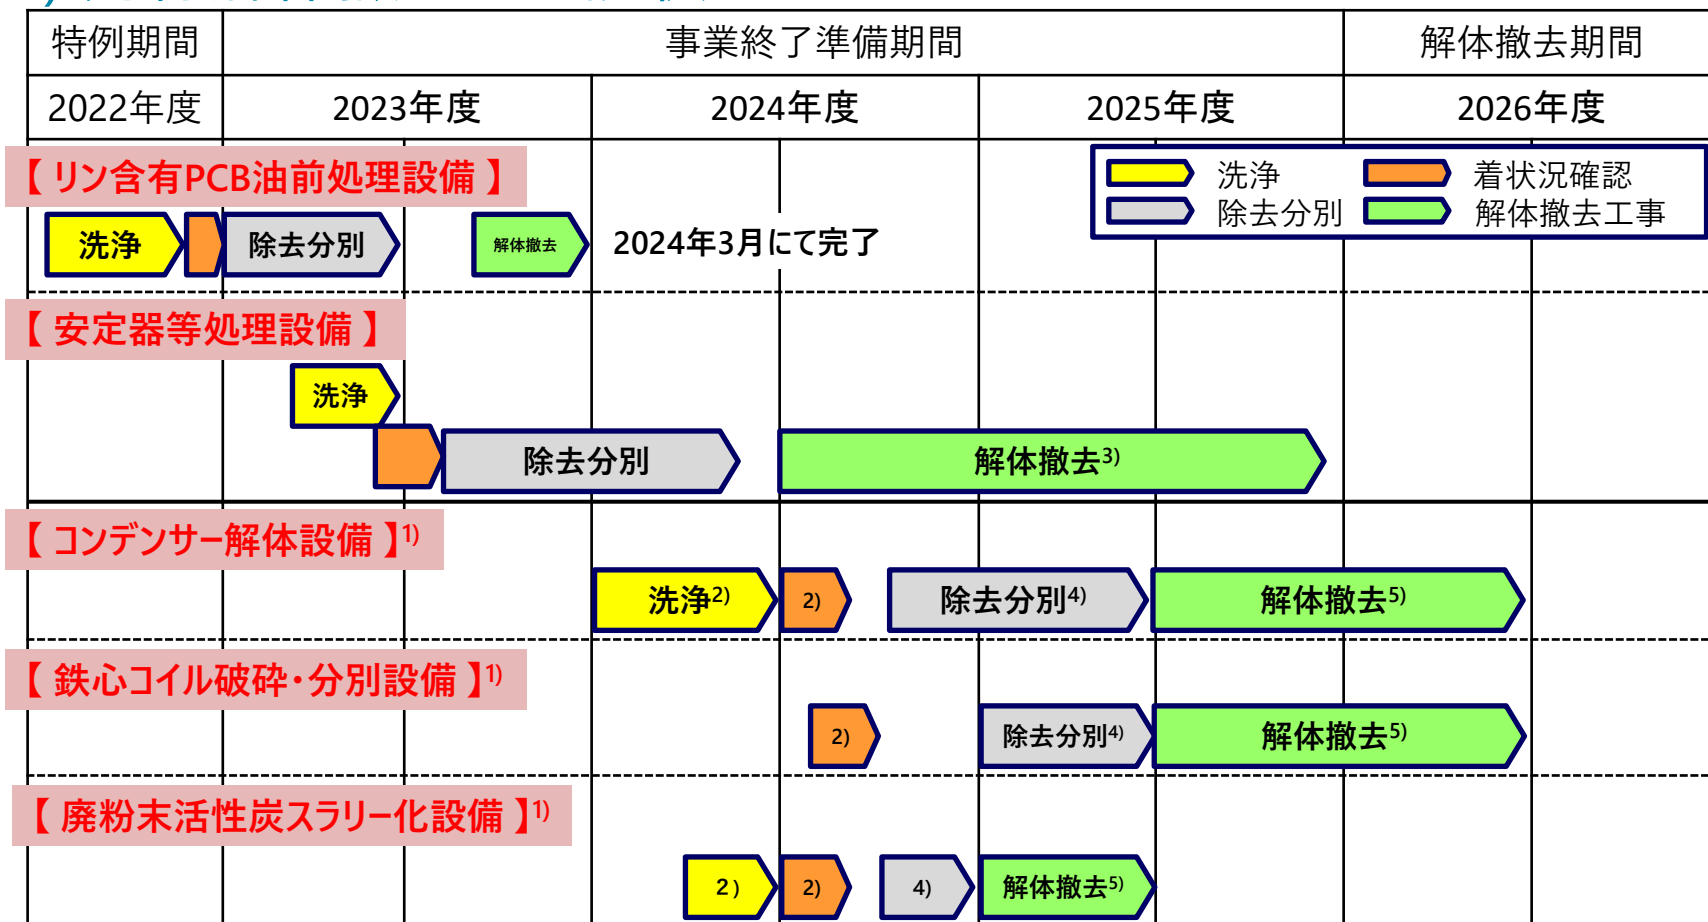 特例期間 事業終了準備期間 解体撤去期間
2022年度 2023年度 2024年度 2025年度 2026年度
【 リン含有PCB油前処理設備 】
洗浄 着状況確認
除去分別 解体撤去工事
洗浄 除去分別 解体撤去 2024年3月にて完了
【 安定器等処理設備 】
洗浄
除去分別 解体撤去3)
【 コンデンサー解体設備 】1)
洗浄2) 2) 除去分別4) 解体撤去5)
【 鉄心コイル破砕・分別設備 】1)
2) 除去分別4) 解体撤去5)
【 廃粉末活性炭スラリー化設備 】1)
2) 2) 4) 解体撤去5)